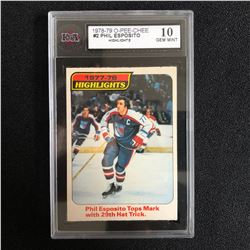 KSA
1978-79 O-PEE-CHEE
#2 PHIL ESPOSITO
HIGHLIGHTS
10
GEM MINT
1977-78
HIGHLIGHTS
Phil Esposito Tops Mark
with 29th Hat Trick.